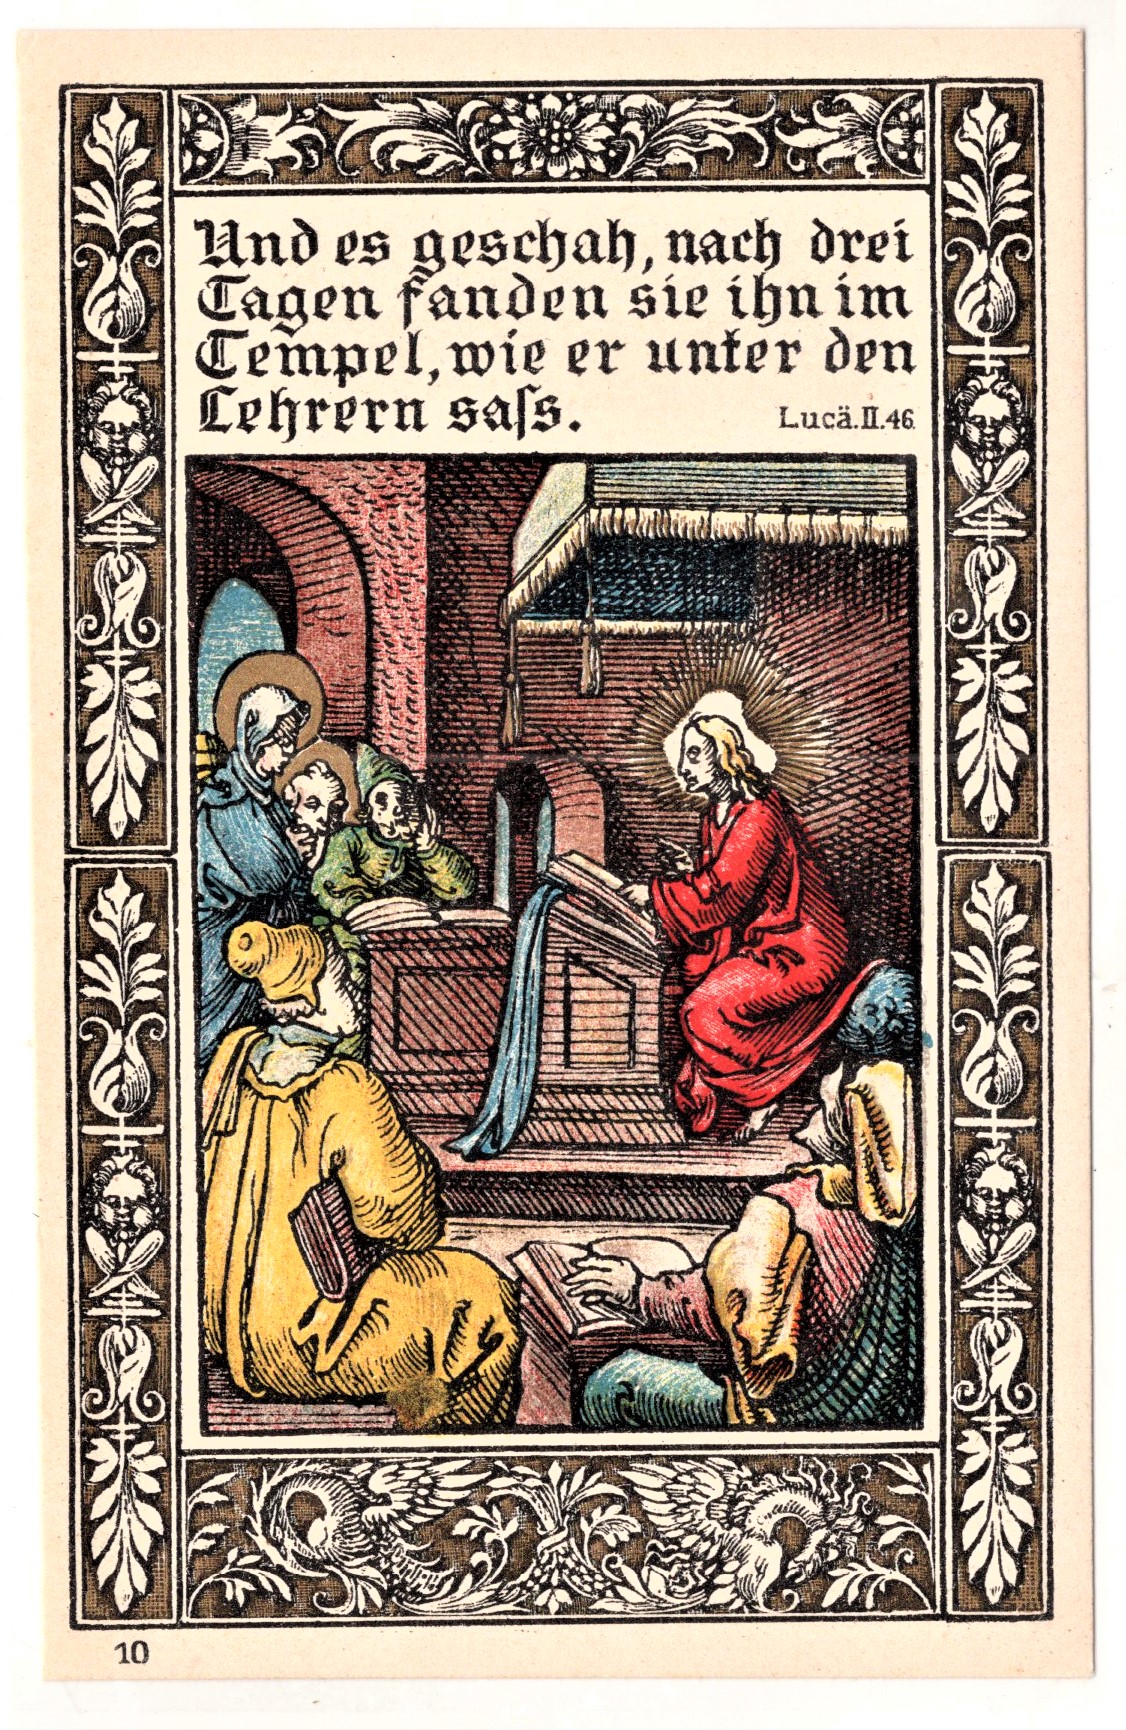 Und es geschah, nach drei
Tagen fanden sie ihn im
Tempel, wie er unter den
Lehrern saſs.
Lucä. II. 46.
10